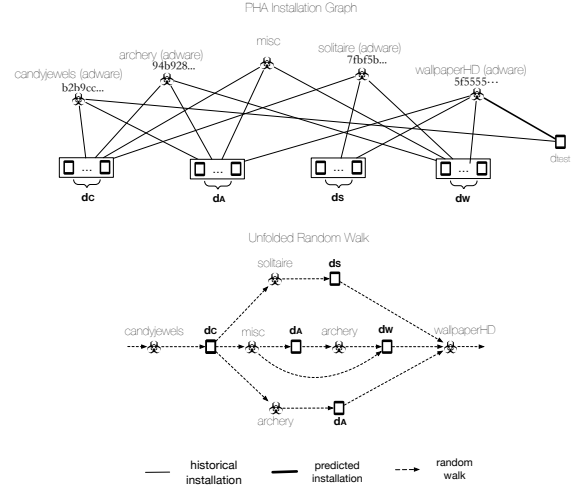 PHA Installation Graph
misc
archery (adware)
94b928...
solitaire (adware)
7fbf5b...
candyjewels (adware)
b2b9cc...
wallpaperHD (adware)
5f5555...
... ... ... ...
dtest
dc dA ds dw
Unfolded Random Walk
solitaire ds
candyjewels dc misc dA archery dw wallpaperHD
archery dA
historical installation
predicted installation
random walk